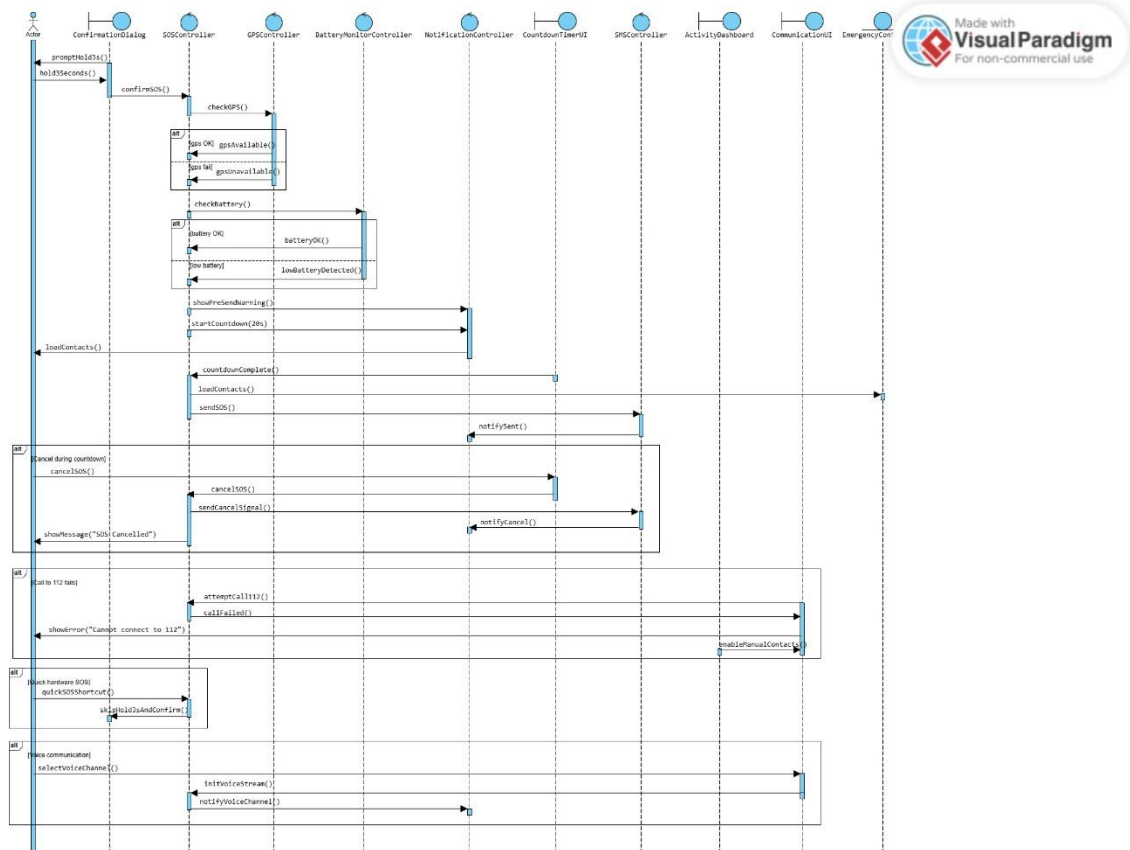 Made with
Visual Paradigm
For non-commercial use
Actor
ConfirmationDialog
SOSController
GPSController
BatteryMonitorController
NotificationController
CountdownTimerUI
SMSController
ActivityDashboard
CommunicationUI
EmergencyCont
promptHold3s()
hold3Seconds()
confirmSOS()
checkGPS()
alt
[gps OK]
gpsAvailable()
[gps fail]
gpsUnavailable()
checkBattery()
alt
[battery OK]
batteryOK()
[low battery]
lowBatteryDetected()
showPreSendWarning()
startCountdown(20s)
loadContacts()
countdownComplete()
loadContacts()
sendSOS()
notifySent()
alt
[Cancel during countdown]
cancelSOS()
cancelSOS()
sendCancelSignal()
notifyCancel()
showMessage("SOS Cancelled")
alt
[Call to 112 fails]
attemptCall112()
callFailed()
showError("Cannot connect to 112")
enableManualContacts()
alt
[Quick hardware SOS]
quickSOSShortcut()
skipHold3sAndConfirm()
alt
[Voice communication]
selectVoiceChannel()
initVoiceStream()
notifyVoiceChannel()